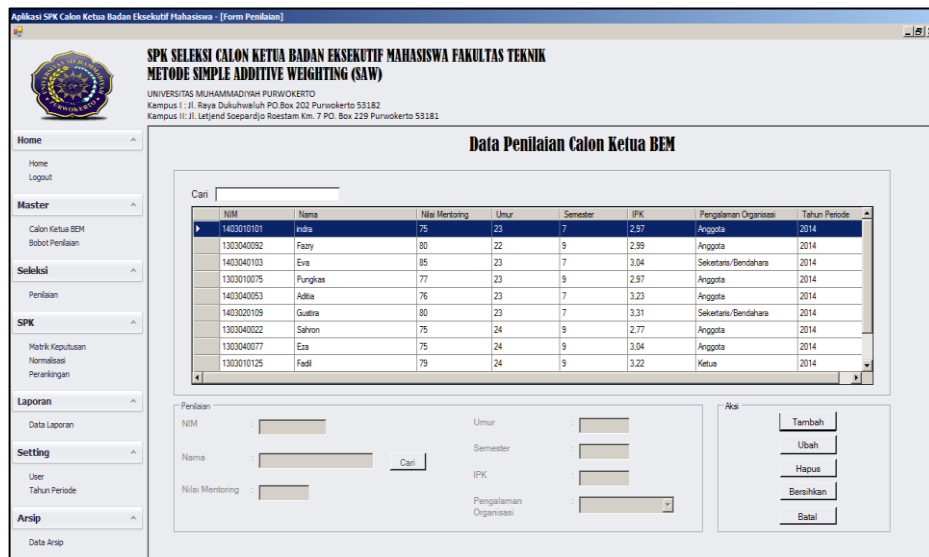 Aplikasi SPK Calon Ketua Badan Eksekutif Mahasiswa - [Form Penilaian]
SPK SELEKSI CALON KETUA BADAN EKSEKUTIF MAHASISWA FAKULTAS TEKNIK
METODE SIMPLE ADDITIVE WEIGHTING (SAW)
UNIVERSITAS MUHAMMADIYAH PURWOKERTO
Kampus I : Jl. Raya Dukuhwaluh PO.Box 202 Purwokerto 53182
Kampus II: Jl. Letjend Soepardjo Roestam Km. 7 PO. Box 229 Purwokerto 53181
Home
Home
Logout
Master
Calon Ketua BEM
Bobot Penilaian
Seleksi
Penilaian
SPK
Matrik Keputusan
Normalisasi
Perankingan
Laporan
Data Laporan
Setting
User
Tahun Periode
Arsip
Data Arsip
Data Penilaian Calon Ketua BEM
Cari
NIM Nama Nilai Mentoring Umur Semester IPK Pengalaman Organisasi Tahun Periode
1403010101 indra 75 23 7 2,97 Anggota 2014
1303040092 Fazry 80 22 9 2,99 Anggota 2014
1403040103 Eva 85 23 7 3,04 Sekertaris/Bendahara 2014
1303010075 Pungkas 77 23 9 2,97 Anggota 2014
1403040053 Aditia 76 23 7 3,23 Anggota 2014
1403020109 Gustira 80 23 7 3,31 Sekertaris/Bendahara 2014
1303040022 Sahron 75 24 9 2,77 Anggota 2014
1303040077 Eza 75 24 9 3,04 Anggota 2014
1303010125 Fadil 79 24 9 3,22 Ketua 2014
Penilaian
NIM :
Nama : Cari
Nilai Mentoring :
Umur :
Semester :
IPK :
Pengalaman :
Organisasi
Aksi
Tambah
Ubah
Hapus
Bersihkan
Batal